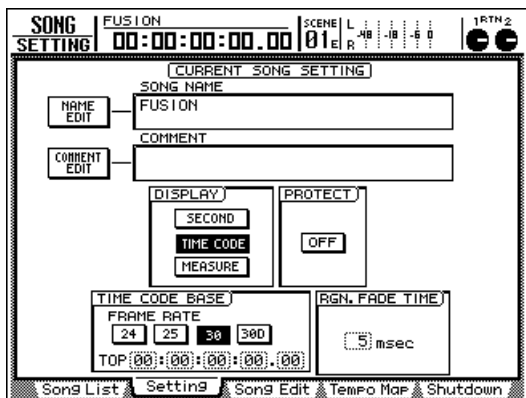 SONG SETTING
FUSION
00:00:00:00.00
SCENE 01E
L R -48 -18 -6 0
1 RTN 2
CURRENT SONG SETTING
SONG NAME
NAME EDIT
FUSION
COMMENT
COMMENT EDIT
DISPLAY
PROTECT
SECOND
TIME CODE
OFF
MEASURE
TIME CODE BASE
RGN. FADE TIME
FRAME RATE
24 25 30 30D
5 msec
TOP 00:00:00:00.00
Song List Setting Song Edit Tempo Map Shutdown